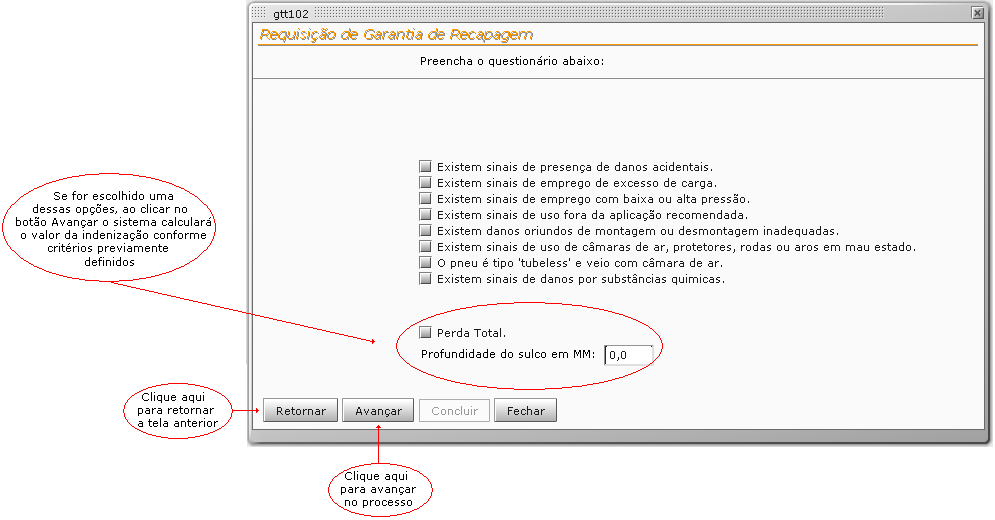 gtt102
Requisição de Garantia de Recapagem
Preencha o questionário abaixo:
Existem sinais de presença de danos acidentais.
Existem sinais de emprego de excesso de carga.
Existem sinais de emprego com baixa ou alta pressão.
Existem sinais de uso fora da aplicação recomendada.
Existem danos oriundos de montagem ou desmontagem inadequadas.
Existem sinais de uso de câmaras de ar, protetores, rodas ou aros em mau estado.
O pneu é tipo 'tubeless' e veio com câmara de ar.
Existem sinais de danos por substâncias quimicas.
Se for escolhido uma
dessas opções, ao clicar no
botão Avançar o sistema calculará
o valor da indenização conforme
critérios previamente
definidos
Perda Total.
Profundidade do sulco em MM: 0,0
Clique aqui
para retornar
a tela anterior
Retornar Avançar Concluir Fechar
Clique aqui
para avançar
no processo